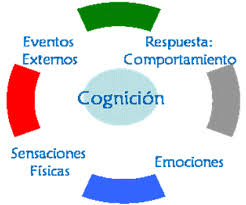 Eventos
Externos
Respuesta:
Comportamiento
Cognición
Sensaciones
Físicas
Emociones